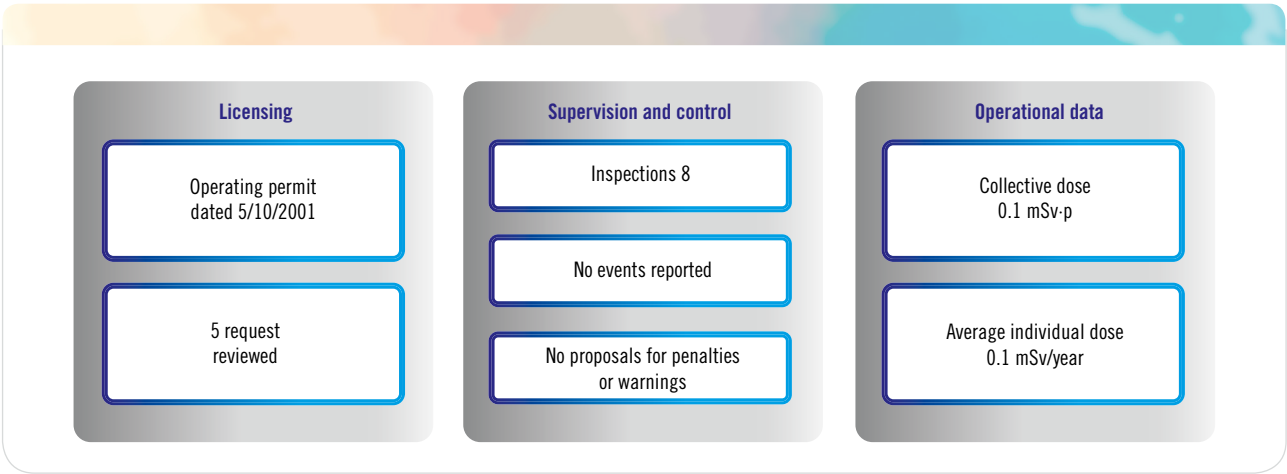 Licensing
Operating permit
dated 5/10/2001
5 request
reviewed
Supervision and control
Inspections 8
No events reported
No proposals for penalties
or warnings
Operational data
Collective dose
0.1 mSv·p
Average individual dose
0.1 mSv/year